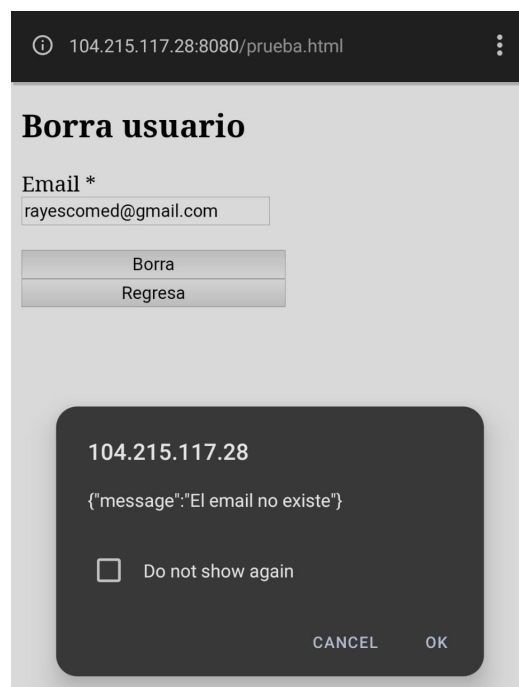 104.215.117.28:8080/prueba.html
Borra usuario
Email *
rayescomed@gmail.com
Borra
Regresa
104.215.117.28
{"message":"El email no existe"}
Do not show again
CANCEL OK